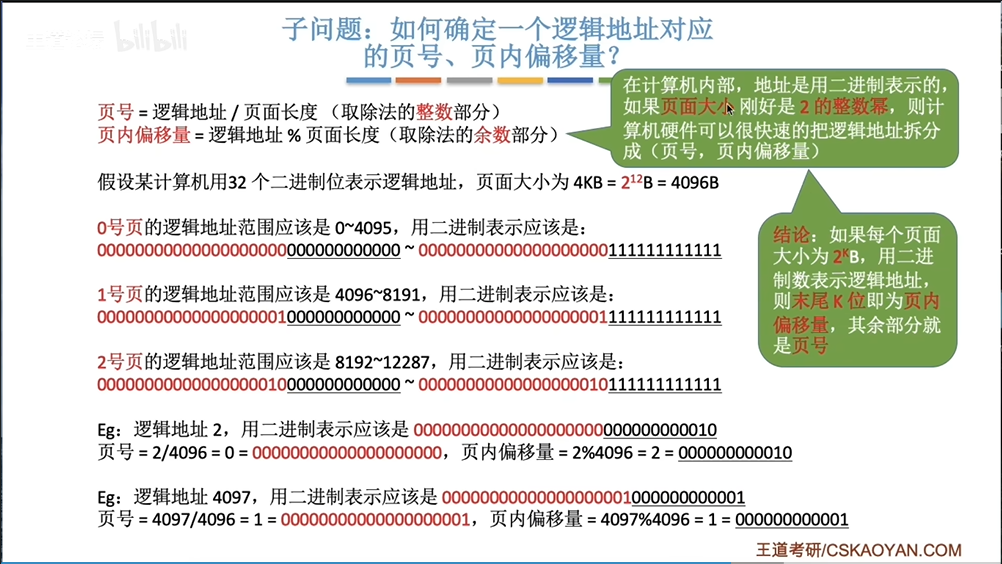 bilibili
子问题：如何确定一个逻辑地址对应
的页号、页内偏移量？
在计算机内部，地址是用二进制表示的，
如果页面大小 刚好是 2 的整数幂，则计
算机硬件可以很快速的把逻辑地址拆分
成（页号，页内偏移量）
页号 = 逻辑地址 / 页面长度 （取除法的整数部分）
页内偏移量 = 逻辑地址 % 页面长度（取除法的余数部分）
假设某计算机用32 个二进制位表示逻辑地址，页面大小为 4KB = 2¹²B = 4096B
0号页的逻辑地址范围应该是 0~4095，用二进制表示应该是：
00000000000000000000000000000000 ~ 00000000000000000000111111111111
1号页的逻辑地址范围应该是 4096~8191，用二进制表示应该是：
00000000000000000001000000000000 ~ 00000000000000000001111111111111
2号页的逻辑地址范围应该是 8192~12287，用二进制表示应该是：
00000000000000000010000000000000 ~ 00000000000000000010111111111111
结论：如果每个页面
大小为 2ᴷB，用二进
制数表示逻辑地址，
则末尾 K 位即为页内
偏移量，其余部分就
是页号
Eg：逻辑地址 2，用二进制表示应该是 00000000000000000000000000000010
页号 = 2/4096 = 0 = 00000000000000000000，页内偏移量 = 2%4096 = 2 = 000000000010
Eg：逻辑地址 4097，用二进制表示应该是 00000000000000000001000000000001
页号 = 4097/4096 = 1 = 00000000000000000001，页内偏移量 = 4097%4096 = 1 = 000000000001
王道考研/CSKAOYAN.COM